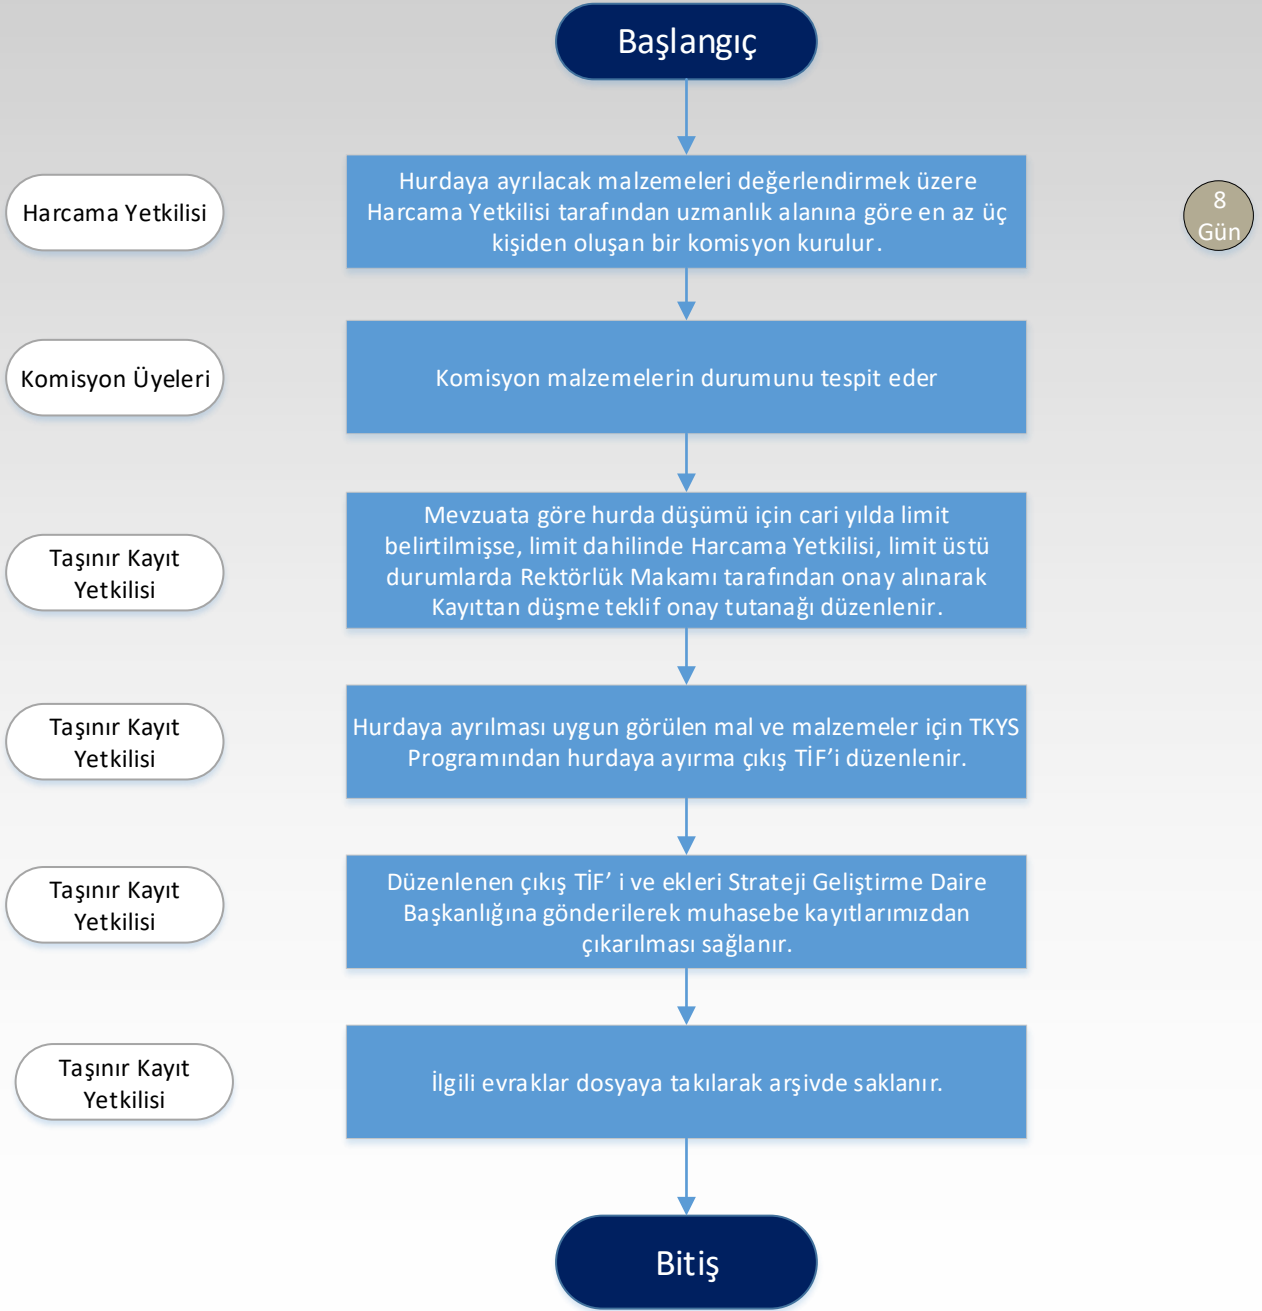 Başlangıç
Harcama Yetkilisi
Hurdaya ayrılacak malzemeleri değerlendirmek üzere
Harcama Yetkilisi tarafından uzmanlık alanına göre en az üç
kişiden oluşan bir komisyon kurulur.
8
Gün
Komisyon Üyeleri
Komisyon malzemelerin durumunu tespit eder
Taşınır Kayıt
Yetkilisi
Mevzuata göre hurda düşümü için cari yılda limit
belirtilmişse, limit dahilinde Harcama Yetkilisi, limit üstü
durumlarda Rektörlük Makamı tarafından onay alınarak
Kayıttan düşme teklif onay tutanağı düzenlenir.
Taşınır Kayıt
Yetkilisi
Hurdaya ayrılması uygun görülen mal ve malzemeler için TKYS
Programından hurdaya ayırma çıkış TİF’i düzenlenir.
Taşınır Kayıt
Yetkilisi
Düzenlenen çıkış TİF’ i ve ekleri Strateji Geliştirme Daire
Başkanlığına gönderilerek muhasebe kayıtlarımızdan
çıkarılması sağlanır.
Taşınır Kayıt
Yetkilisi
İlgili evraklar dosyaya takılarak arşivde saklanır.
Bitiş